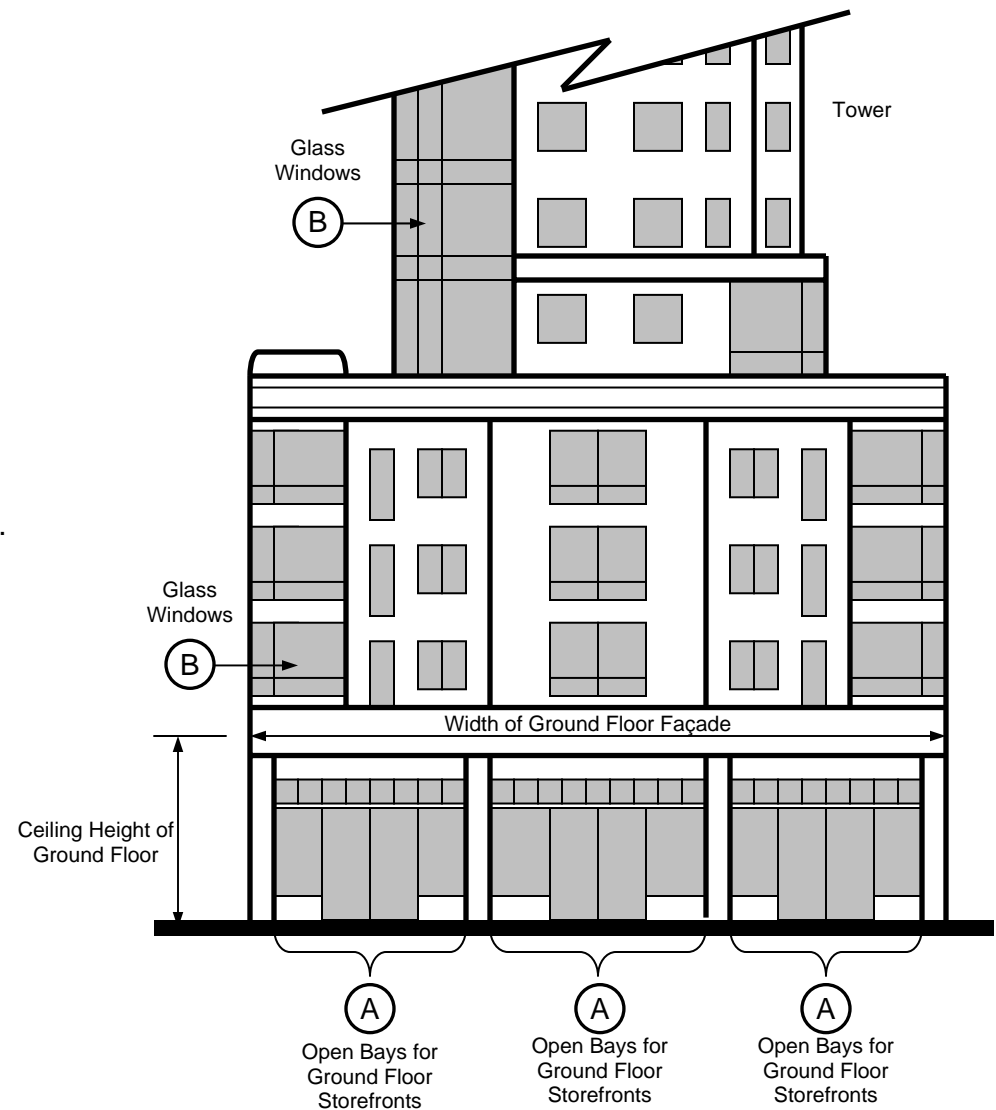 Tower
Glass
Windows
B
.
Glass
Windows
B
Width of Ground Floor Façade
Ceiling Height of
Ground Floor
A
Open Bays for
Ground Floor
Storefronts
A
Open Bays for
Ground Floor
Storefronts
A
Open Bays for
Ground Floor
Storefronts